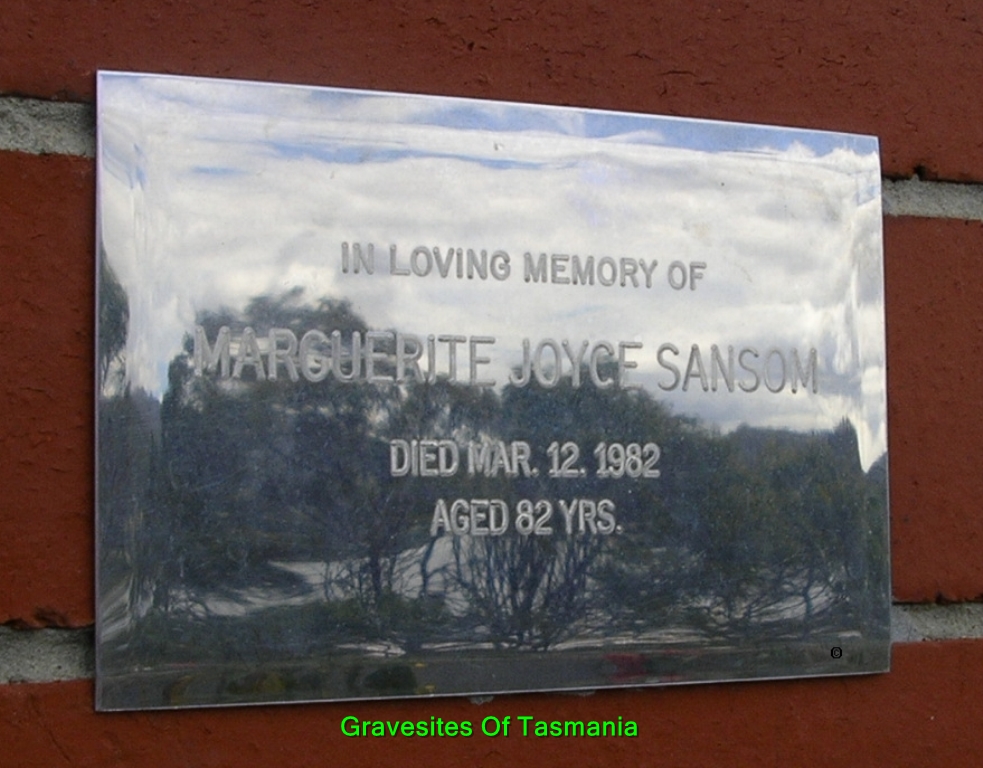 IN LOVING MEMORY OF
MARGUERITE JOYCE SANSOM
DIED MAR. 12. 1982
AGED 82 YRS.
©
Gravesites Of Tasmania